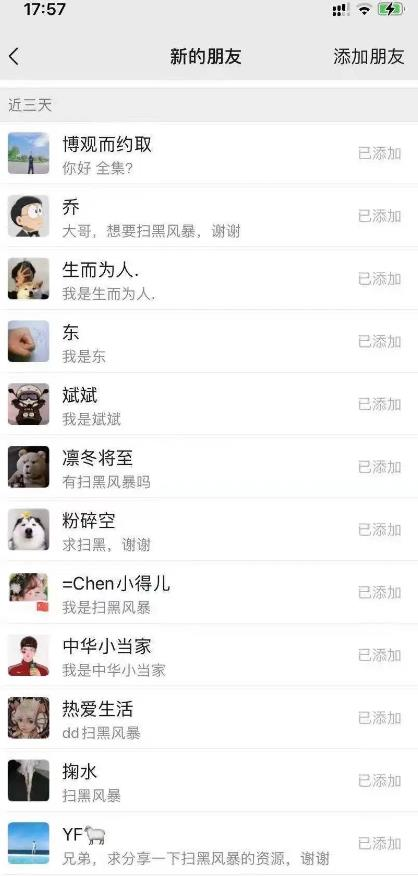 17:57
新的朋友
添加朋友
近三天
博观而约取
你好 全集?
已添加
乔
大哥，想要扫黑风暴，谢谢
已添加
生而为人.
我是生而为人.
已添加
东
我是东
已添加
斌斌
我是斌斌
已添加
凛冬将至
有扫黑风暴吗
已添加
粉碎空
求扫黑，谢谢
已添加
=Chen小得儿
我是扫黑风暴
已添加
中华小当家
我是中华小当家
已添加
热爱生活
dd扫黑风暴
已添加
掬水
扫黑风暴
已添加
YF🐑
兄弟，求分享一下扫黑风暴的资源，谢谢
已添加